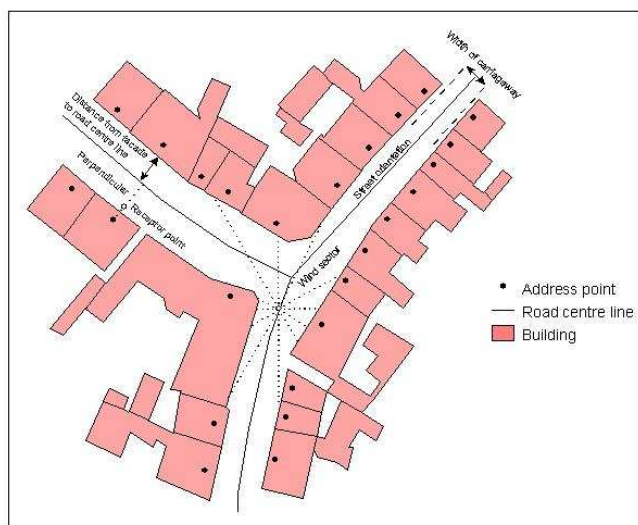 Width of carriageway
Distance from facade
to road centre line
Perpendicular
Receptor point
Street orientation
Wind sector
Address point
Road centre line
Building